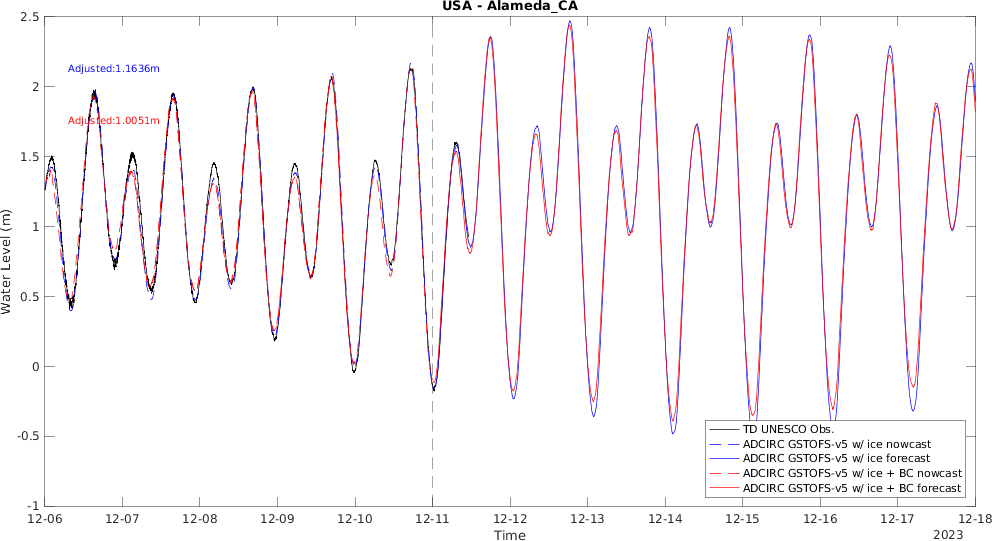 USA - Alameda_CA
2.5
2
1.5
1
0.5
0
-0.5
-1
Water Level (m)
Adjusted:1.1636m
Adjusted:1.0051m
TD UNESCO Obs.
ADCIRC GSTOFS-v5 w/ ice nowcast
ADCIRC GSTOFS-v5 w/ ice forecast
ADCIRC GSTOFS-v5 w/ ice + BC nowcast
ADCIRC GSTOFS-v5 w/ ice + BC forecast
12-06 12-07 12-08 12-09 12-10 12-11 12-12 12-13 12-14 12-15 12-16 12-17 12-18
Time
2023